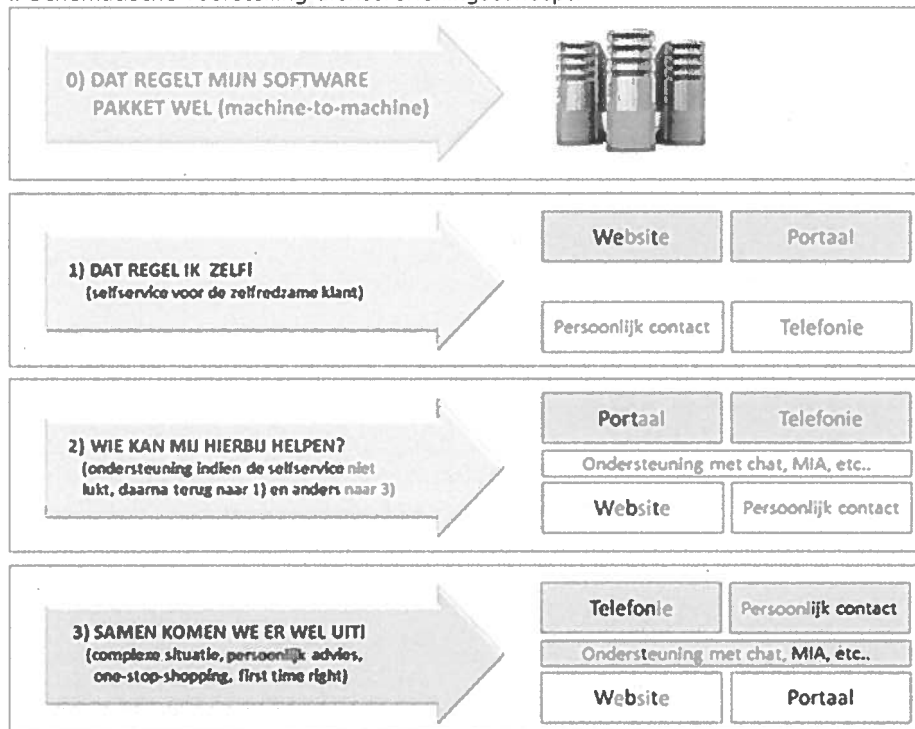 0) DAT REGELT MIJN SOFTWARE
PAKKET WEL (machine-to-machine)
1) DAT REGEL IK ZELF!
(selfservice voor de zelfredzame klant)
Website
Portaal
Persoonlijk contact
Telefonie
2) WIE KAN MIJ HIERBIJ HELPEN?
(ondersteuning indien de selfservice niet
lukt, daarna terug naar 1) en anders naar 3)
Portaal
Telefonie
Ondersteuning met chat, MIA, etc..
Website
Persoonlijk contact
3) SAMEN KOMEN WE ER WEL UIT!
(complexe situatie, persoonlijk advies,
one-stop-shopping, first time right)
Telefonie
Persoonlijk contact
Ondersteuning met chat, MIA, etc..
Website
Portaal